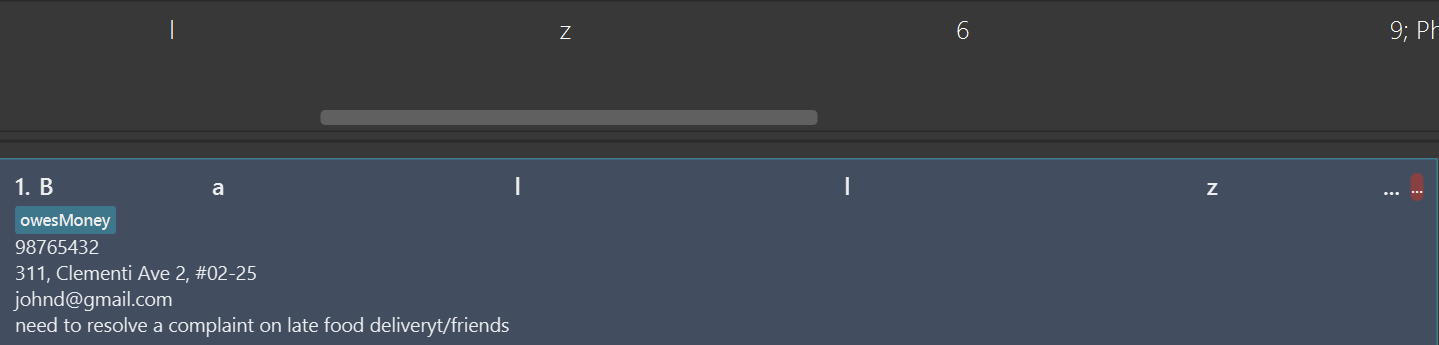 l z 6 9; Ph
1. B a l l z ... ...
owesMoney
98765432
311, Clementi Ave 2, #02-25
johnd@gmail.com
need to resolve a complaint on late food deliveryt/friends